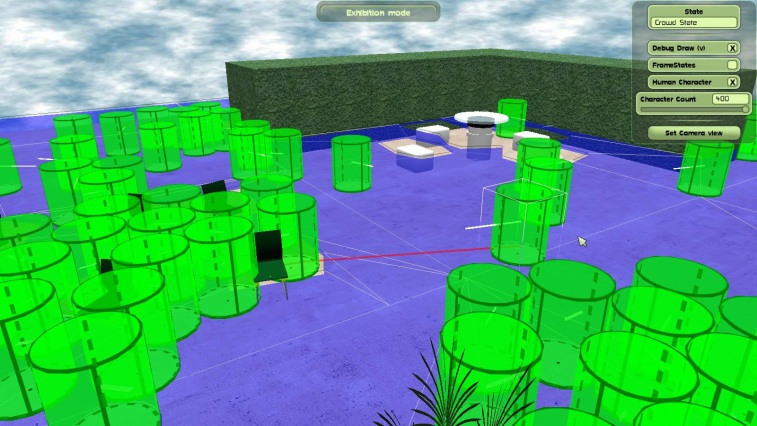 Exhibition mode
State
Crowd State
Debug Draw (v) X
FrameStates
Human Character X
Character Count 400
Set Camera view